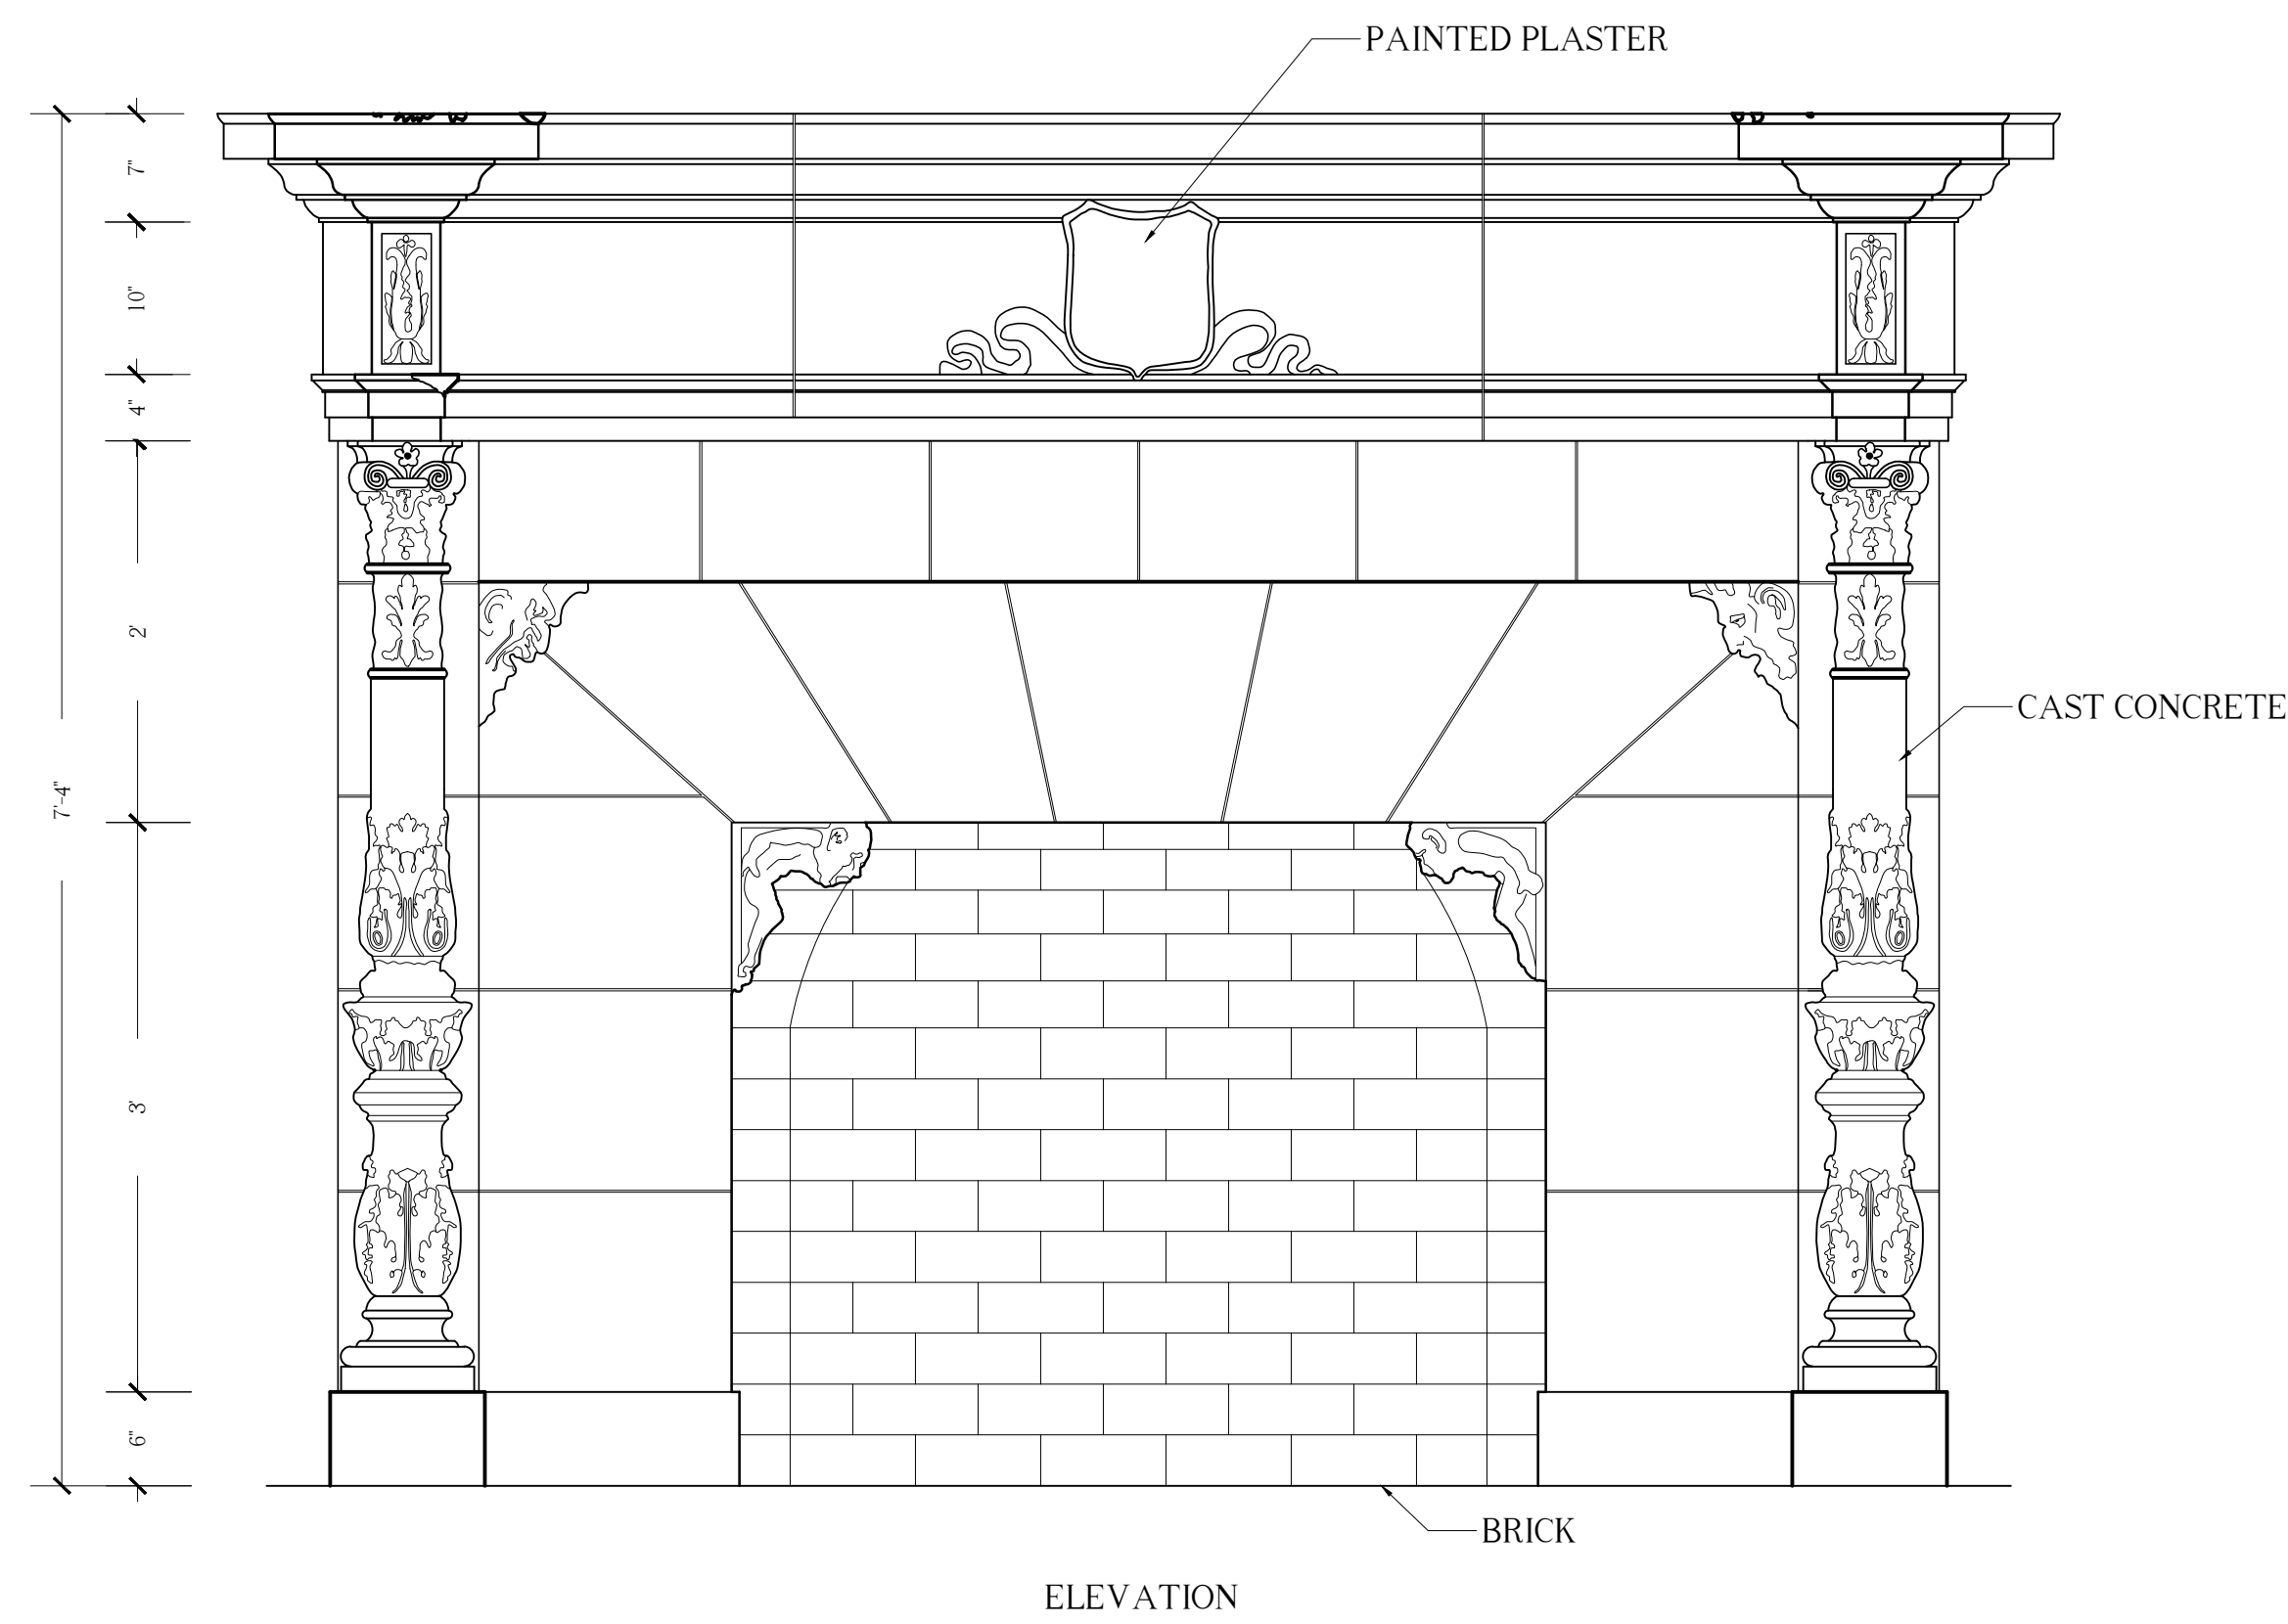 PAINTED PLASTER
7"
10"
4"
2'
CAST CONCRETE
7'-4"
3'
6"
BRICK
ELEVATION